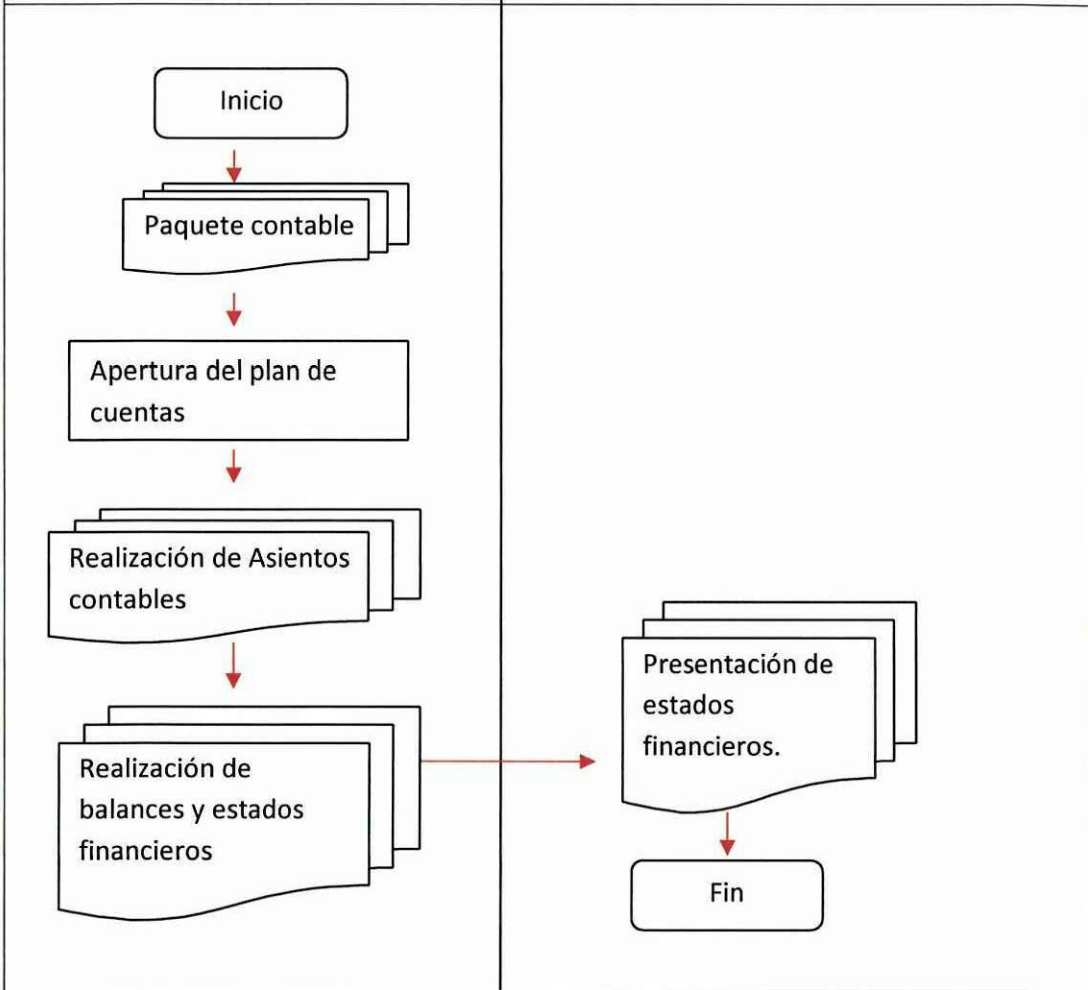 Inicio
Paquete contable
Apertura del plan de
cuentas
Realización de Asientos
contables
Realización de
balances y estados
financieros
Presentación de
estados
financieros.
Fin